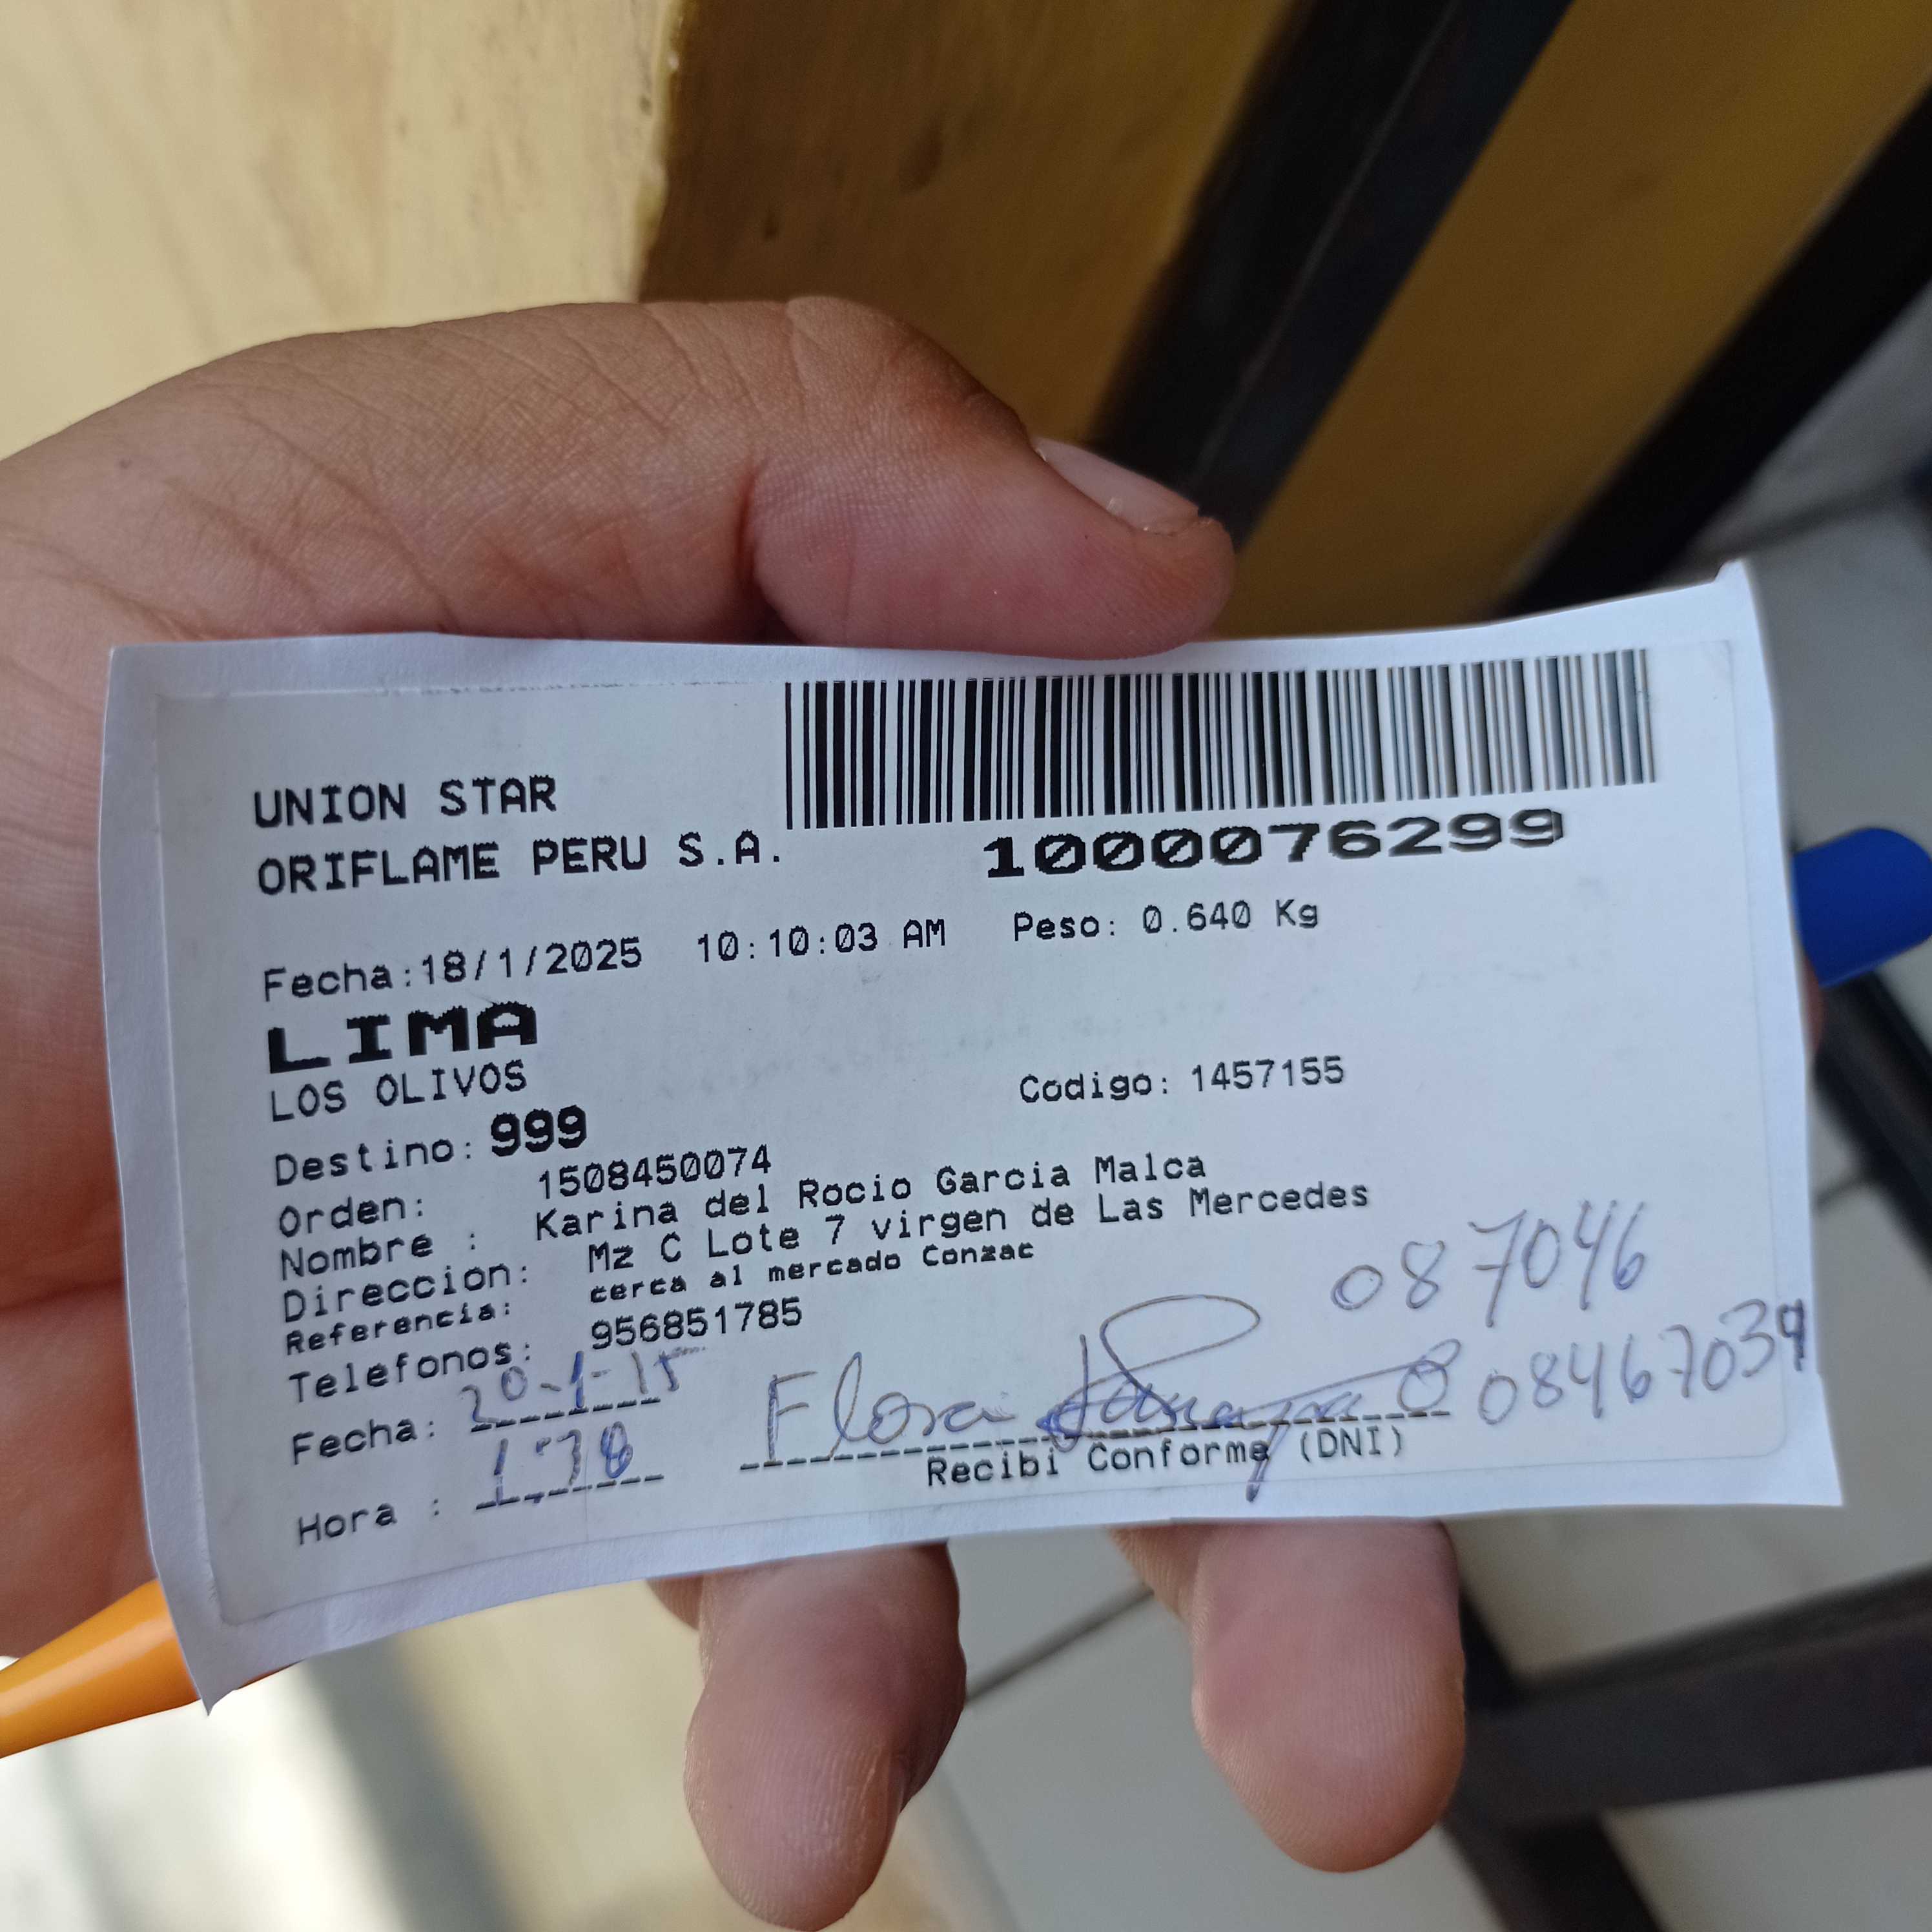 UNION STAR
ORIFLAME PERU S.A.
1000076299
Fecha:18/1/2025 10:10:03 AM Peso: 0.640 Kg
LIMA
LOS OLIVOS
Codigo: 1457155
Destino: 999
Orden: 1508450074
Nombre : Karina del Rocio Garcia Malca
Direccion: Mz C Lote 7 virgen de Las Mercedes
Referencia: cerca al mercado Conzac
Telefonos: 956851785
087046
Fecha: 20-1-15
Flora 08467039
Hora :
Recibi Conforme (DNI)